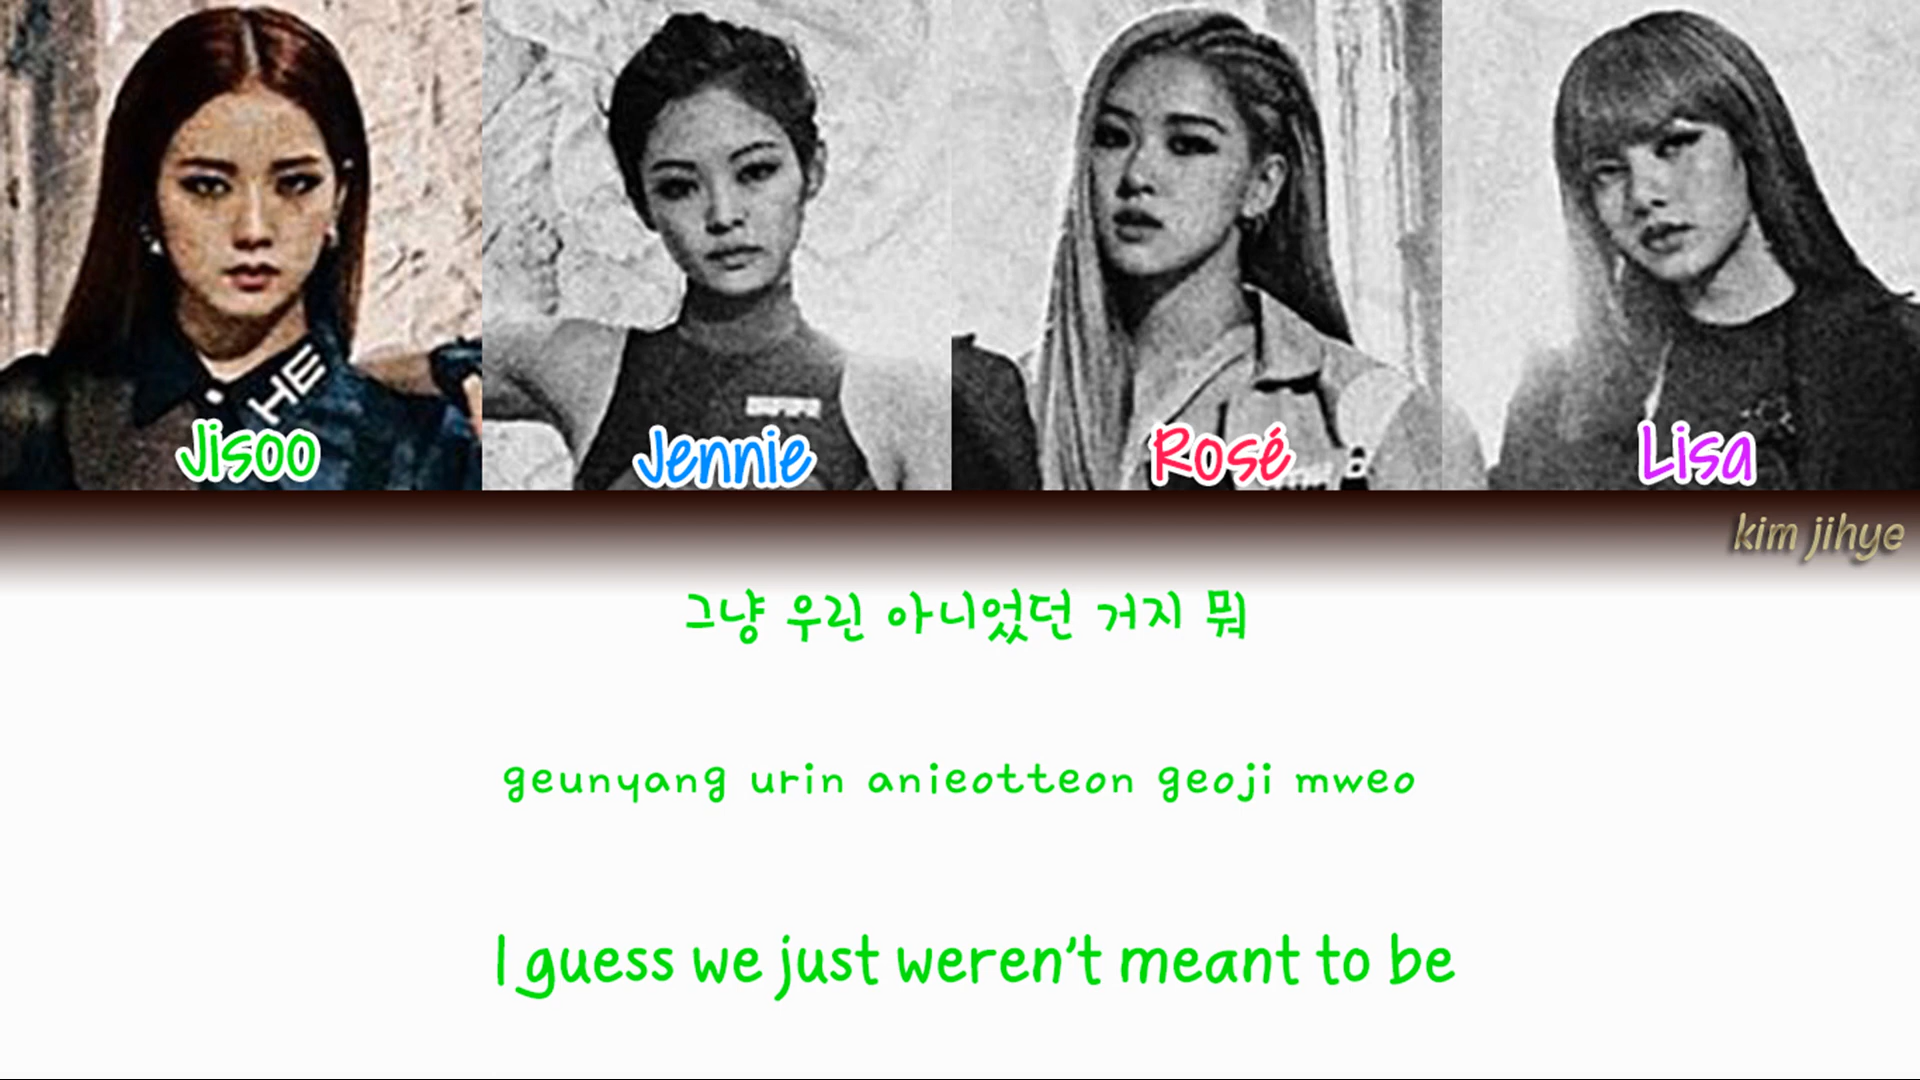 HE
Jisoo
Jennie
Rosé
Lisa
kim jihye
그냥 우린 아니었던 거지 뭐
geunyang urin anieotteon geoji mweo
I guess we just weren't meant to be